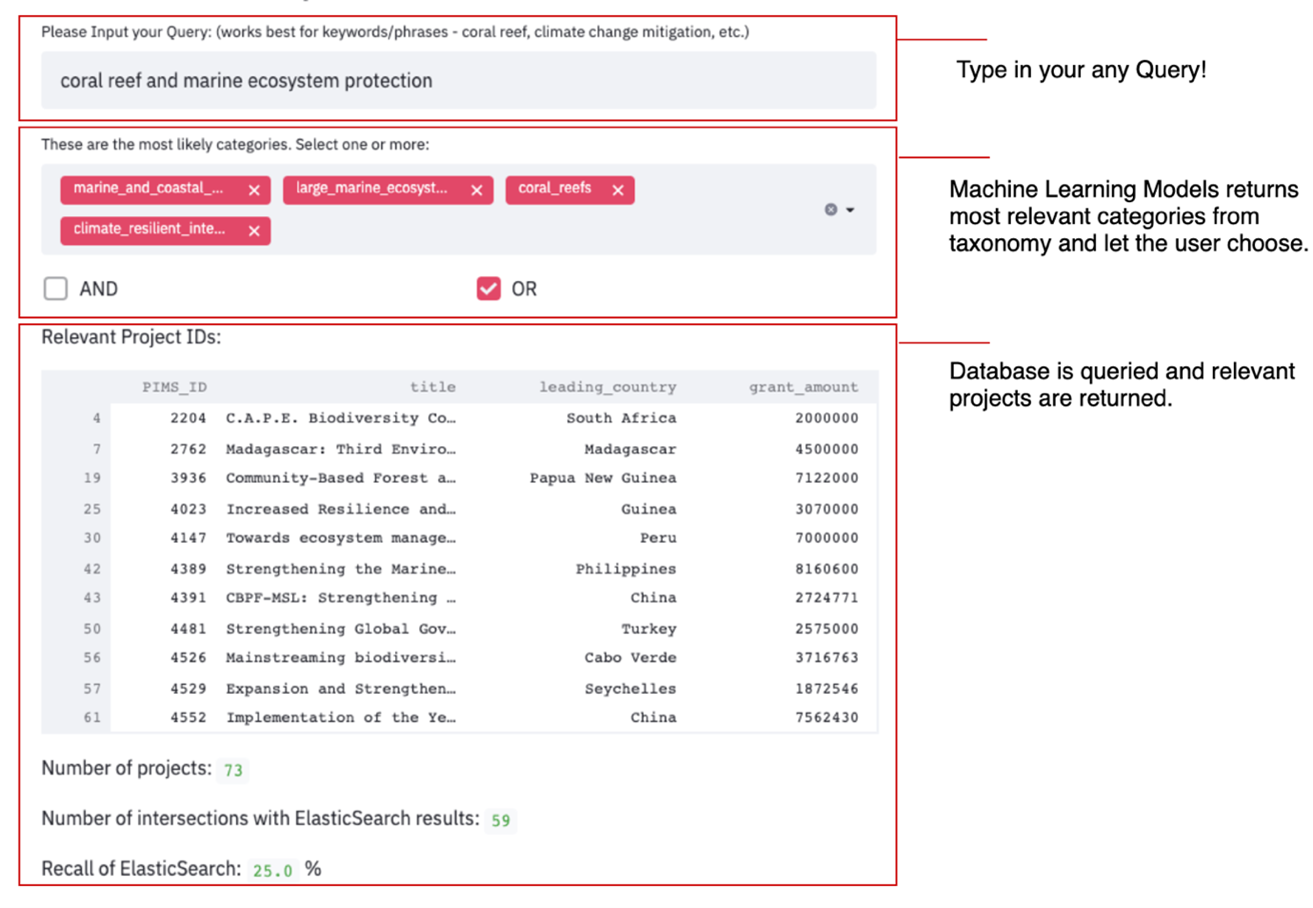 Please Input your Query: (works best for keywords/phrases - coral reef, climate change mitigation, etc.)
coral reef and marine ecosystem protection
Type in your any Query!
These are the most likely categories. Select one or more:
marine_and_coastal_... × large_marine_ecosyst... × coral_reefs ×
climate_resilient_inte... ×
AND OR
Machine Learning Models returns
most relevant categories from
taxonomy and let the user choose.
Relevant Project IDs:
PIMS_ID title leading_country grant_amount
4 2204 C.A.P.E. Biodiversity Co… South Africa 2000000
7 2762 Madagascar: Third Enviro… Madagascar 4500000
19 3936 Community-Based Forest a… Papua New Guinea 7122000
25 4023 Increased Resilience and… Guinea 3070000
30 4147 Towards ecosystem manage… Peru 7000000
42 4389 Strengthening the Marine… Philippines 8160600
43 4391 CBPF-MSL: Strengthening … China 2724771
50 4481 Strengthening Global Gov… Turkey 2575000
56 4526 Mainstreaming biodiversi… Cabo Verde 3716763
57 4529 Expansion and Strengthen… Seychelles 1872546
61 4552 Implementation of the Ye… China 7562430
Database is queried and relevant
projects are returned.
Number of projects: 73
Number of intersections with ElasticSearch results: 59
Recall of ElasticSearch: 25.0 %